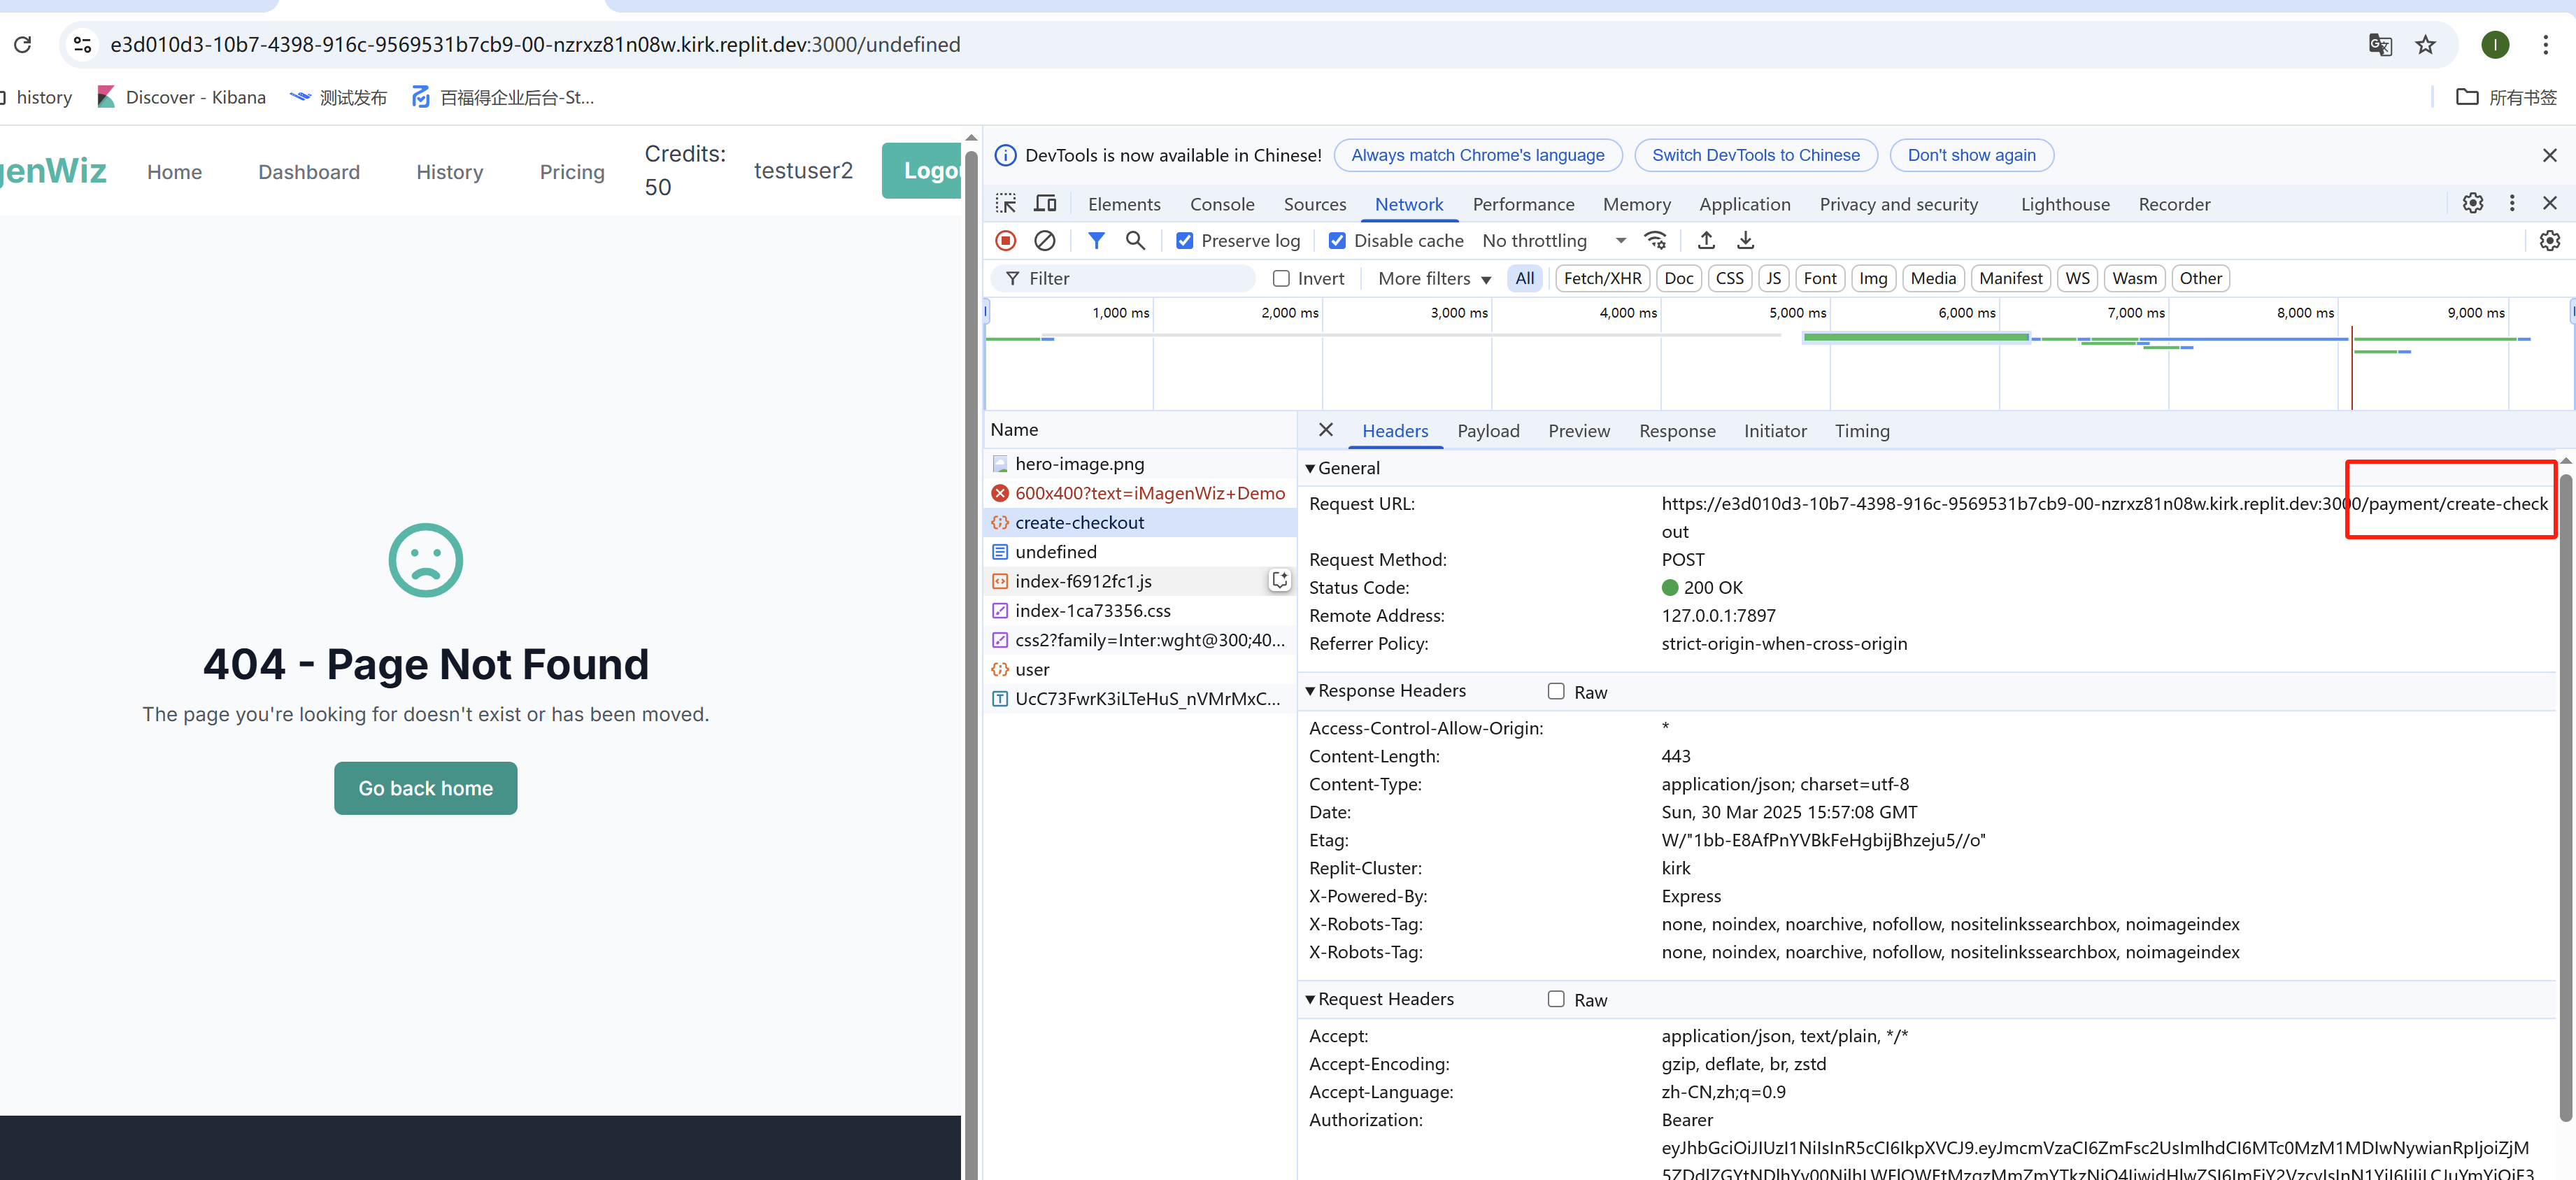 e3d010d3-10b7-4398-916c-9569531b7cb9-00-nzrxz81n08w.kirk.replit.dev:3000/undefined
I
history
Discover - Kibana
测试发布
百福得企业后台-St...
所有书签
genWiz
Home
Dashboard
History
Pricing
Credits:
50
testuser2
Logo
404 - Page Not Found
The page you're looking for doesn't exist or has been moved.
Go back home
DevTools is now available in Chinese!
Always match Chrome's language
Switch DevTools to Chinese
Don't show again
Elements
Console
Sources
Network
Performance
Memory
Application
Privacy and security
Lighthouse
Recorder
Preserve log
Disable cache
No throttling
Filter
Invert
More filters
All
Fetch/XHR
Doc
CSS
JS
Font
Img
Media
Manifest
WS
Wasm
Other
1,000 ms
2,000 ms
3,000 ms
4,000 ms
5,000 ms
6,000 ms
7,000 ms
8,000 ms
9,000 ms
Name
hero-image.png
600x400?text=iMagenWiz+Demo
create-checkout
undefined
index-f6912fc1.js
index-1ca73356.css
css2?family=Inter:wght@300;40...
user
UcC73FwrK3iLTeHuS_nVMrMxC...
Headers
Payload
Preview
Response
Initiator
Timing
General
Request URL:
https://e3d010d3-10b7-4398-916c-9569531b7cb9-00-nzrxz81n08w.kirk.replit.dev:3000/payment/create-check
out
Request Method:
POST
Status Code:
200 OK
Remote Address:
127.0.0.1:7897
Referrer Policy:
strict-origin-when-cross-origin
Response Headers
Raw
Access-Control-Allow-Origin:
*
Content-Length:
443
Content-Type:
application/json; charset=utf-8
Date:
Sun, 30 Mar 2025 15:57:08 GMT
Etag:
W/"1bb-E8AfPnYVBkFeHgbijBhzeju5//o"
Replit-Cluster:
kirk
X-Powered-By:
Express
X-Robots-Tag:
none, noindex, noarchive, nofollow, nositelinkssearchbox, noimageindex
X-Robots-Tag:
none, noindex, noarchive, nofollow, nositelinkssearchbox, noimageindex
Request Headers
Raw
Accept:
application/json, text/plain, */*
Accept-Encoding:
gzip, deflate, br, zstd
Accept-Language:
zh-CN,zh;q=0.9
Authorization:
Bearer
eyJhbGciOiJIUzI1NiIsInR5cCI6IkpXVCJ9.eyJmcmVzaCI6ZmFsc2UsImlhdCI6MTc0MzM1MDIwNywianRpIjoiZjM